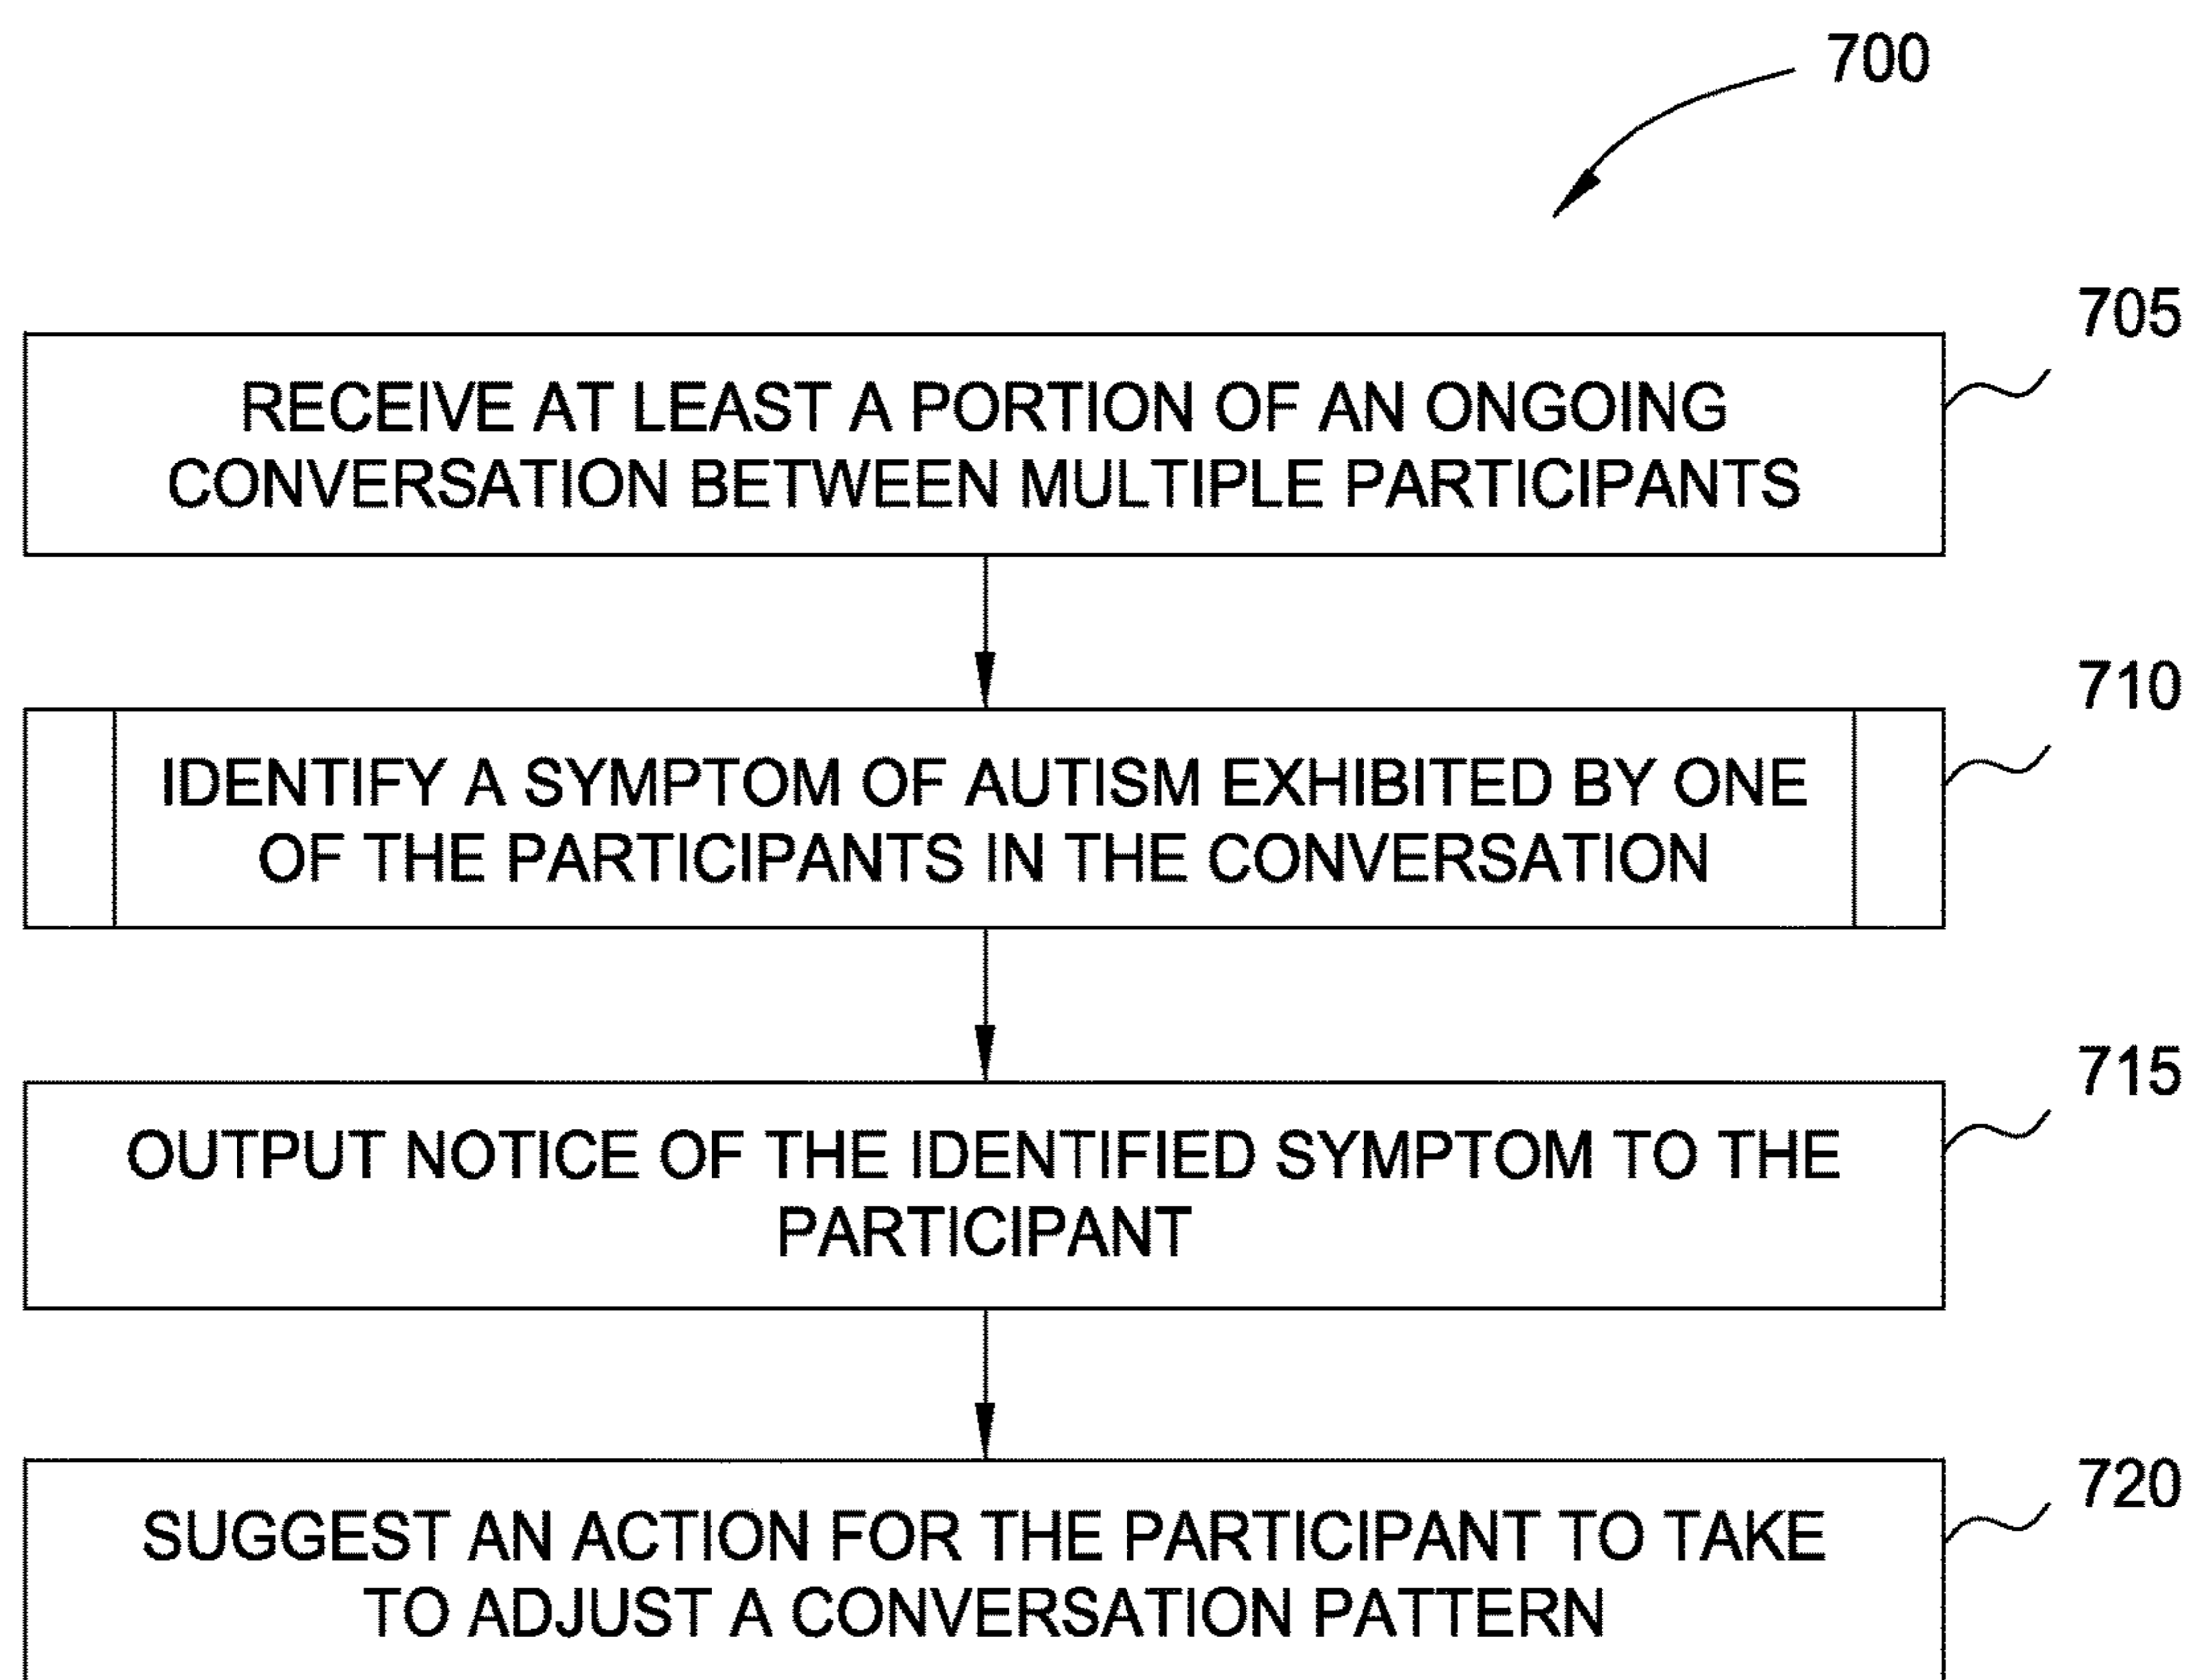 700
705
RECEIVE AT LEAST A PORTION OF AN ONGOING
CONVERSATION BETWEEN MULTIPLE PARTICIPANTS
710
IDENTIFY A SYMPTOM OF AUTISM EXHIBITED BY ONE
OF THE PARTICIPANTS IN THE CONVERSATION
715
OUTPUT NOTICE OF THE IDENTIFIED SYMPTOM TO THE
PARTICIPANT
720
SUGGEST AN ACTION FOR THE PARTICIPANT TO TAKE
TO ADJUST A CONVERSATION PATTERN